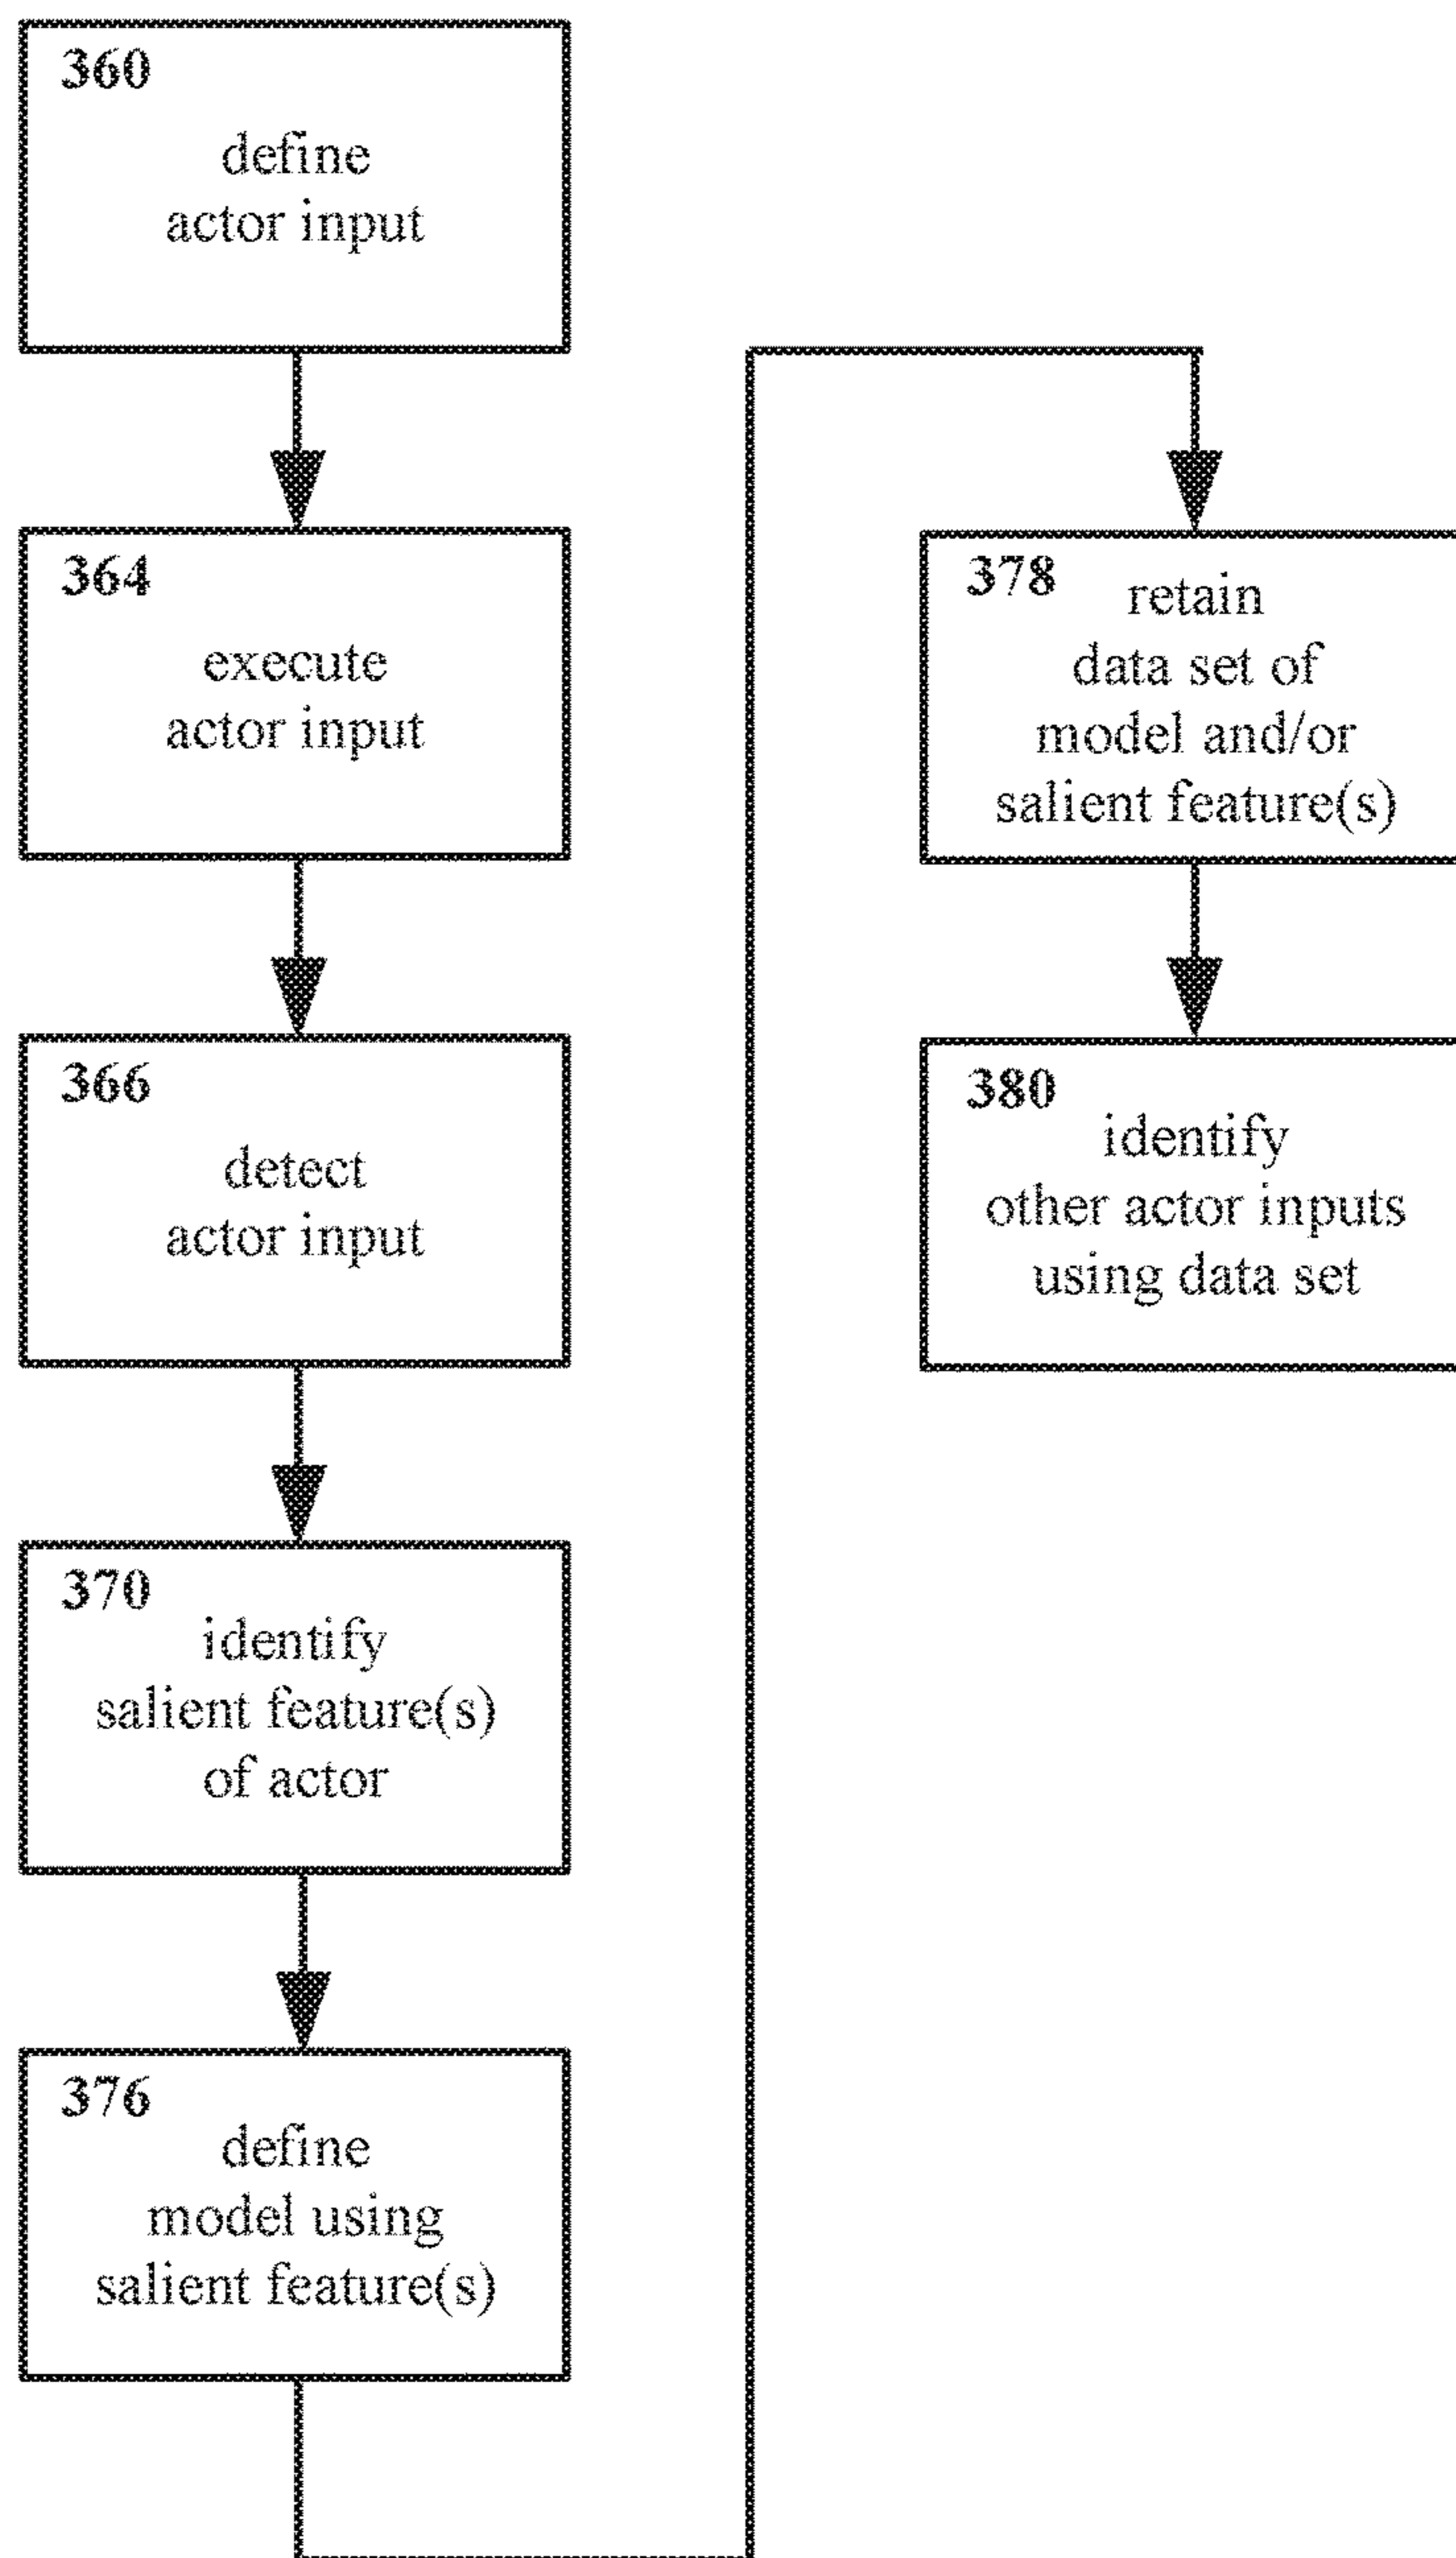 360
define
actor input
364
execute
actor input
366
detect
actor input
370
identify
salient feature(s)
of actor
376
define
model using
salient feature(s)
378
retain
data set of
model and/or
salient feature(s)
380
identify
other actor inputs
using data set